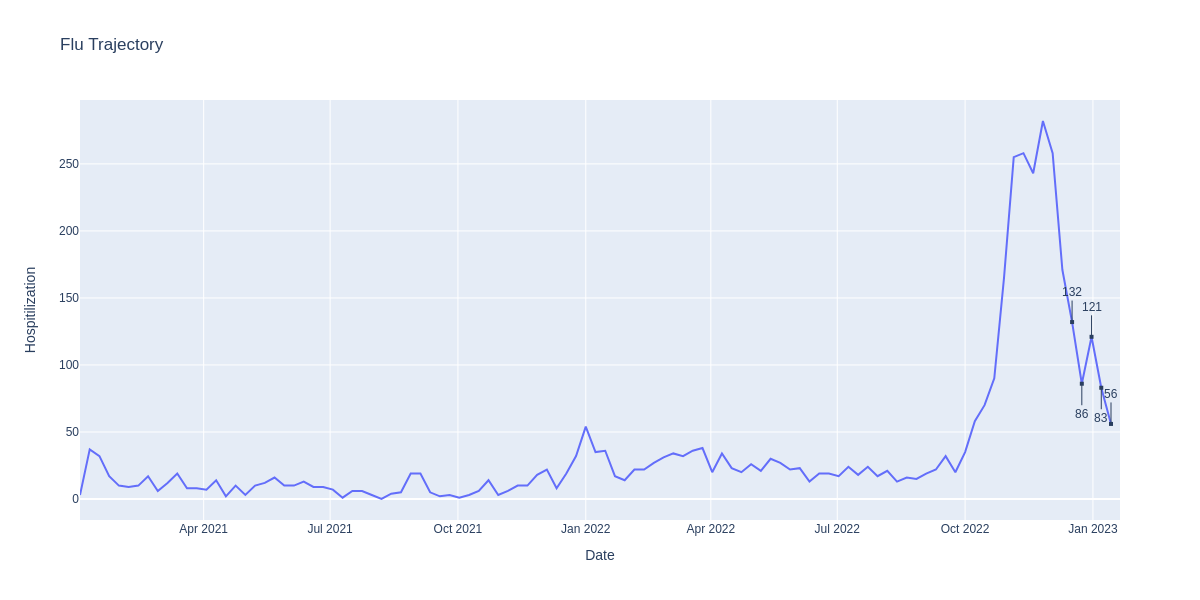 Flu Trajectory
Hospitilization
250
200
150
100
50
0
132
121
86
83
56
Apr 2021
Jul 2021
Oct 2021
Jan 2022
Apr 2022
Jul 2022
Oct 2022
Jan 2023
Date